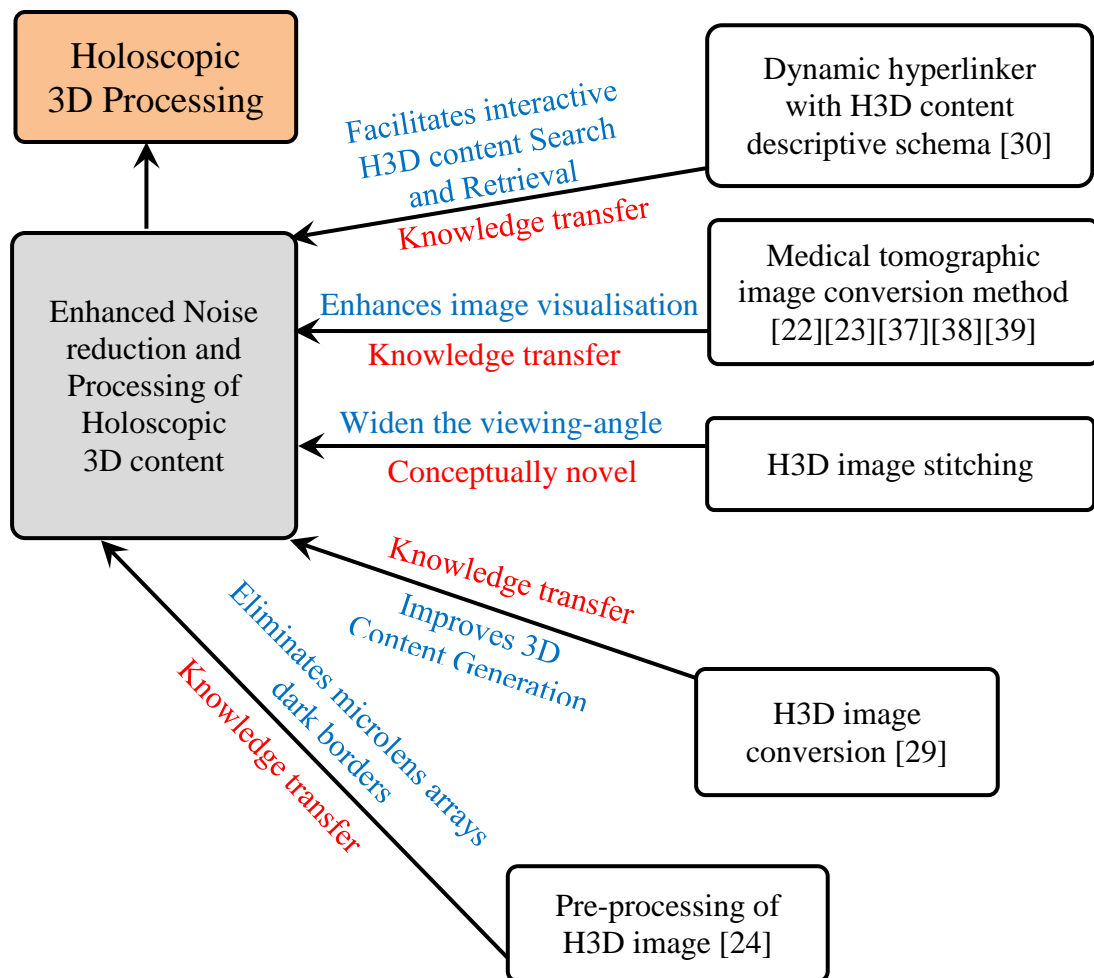 Holoscopic
3D Processing
Dynamic hyperlinker
with H3D content
descriptive schema [30]
Facilitates interactive
H3D content Search
and Retrieval
Knowledge transfer
Medical tomographic
image conversion method
[22][23][37][38][39]
Enhances image visualisation
Knowledge transfer
Enhanced Noise
reduction and
Processing of
Holoscopic
3D content
Widen the viewing-angle
Conceptually novel
H3D image stitching
Knowledge transfer
Improves 3D
Content Generation
H3D image
conversion [29]
Eliminates microlens arrays
dark borders
Knowledge transfer
Pre-processing of
H3D image [24]